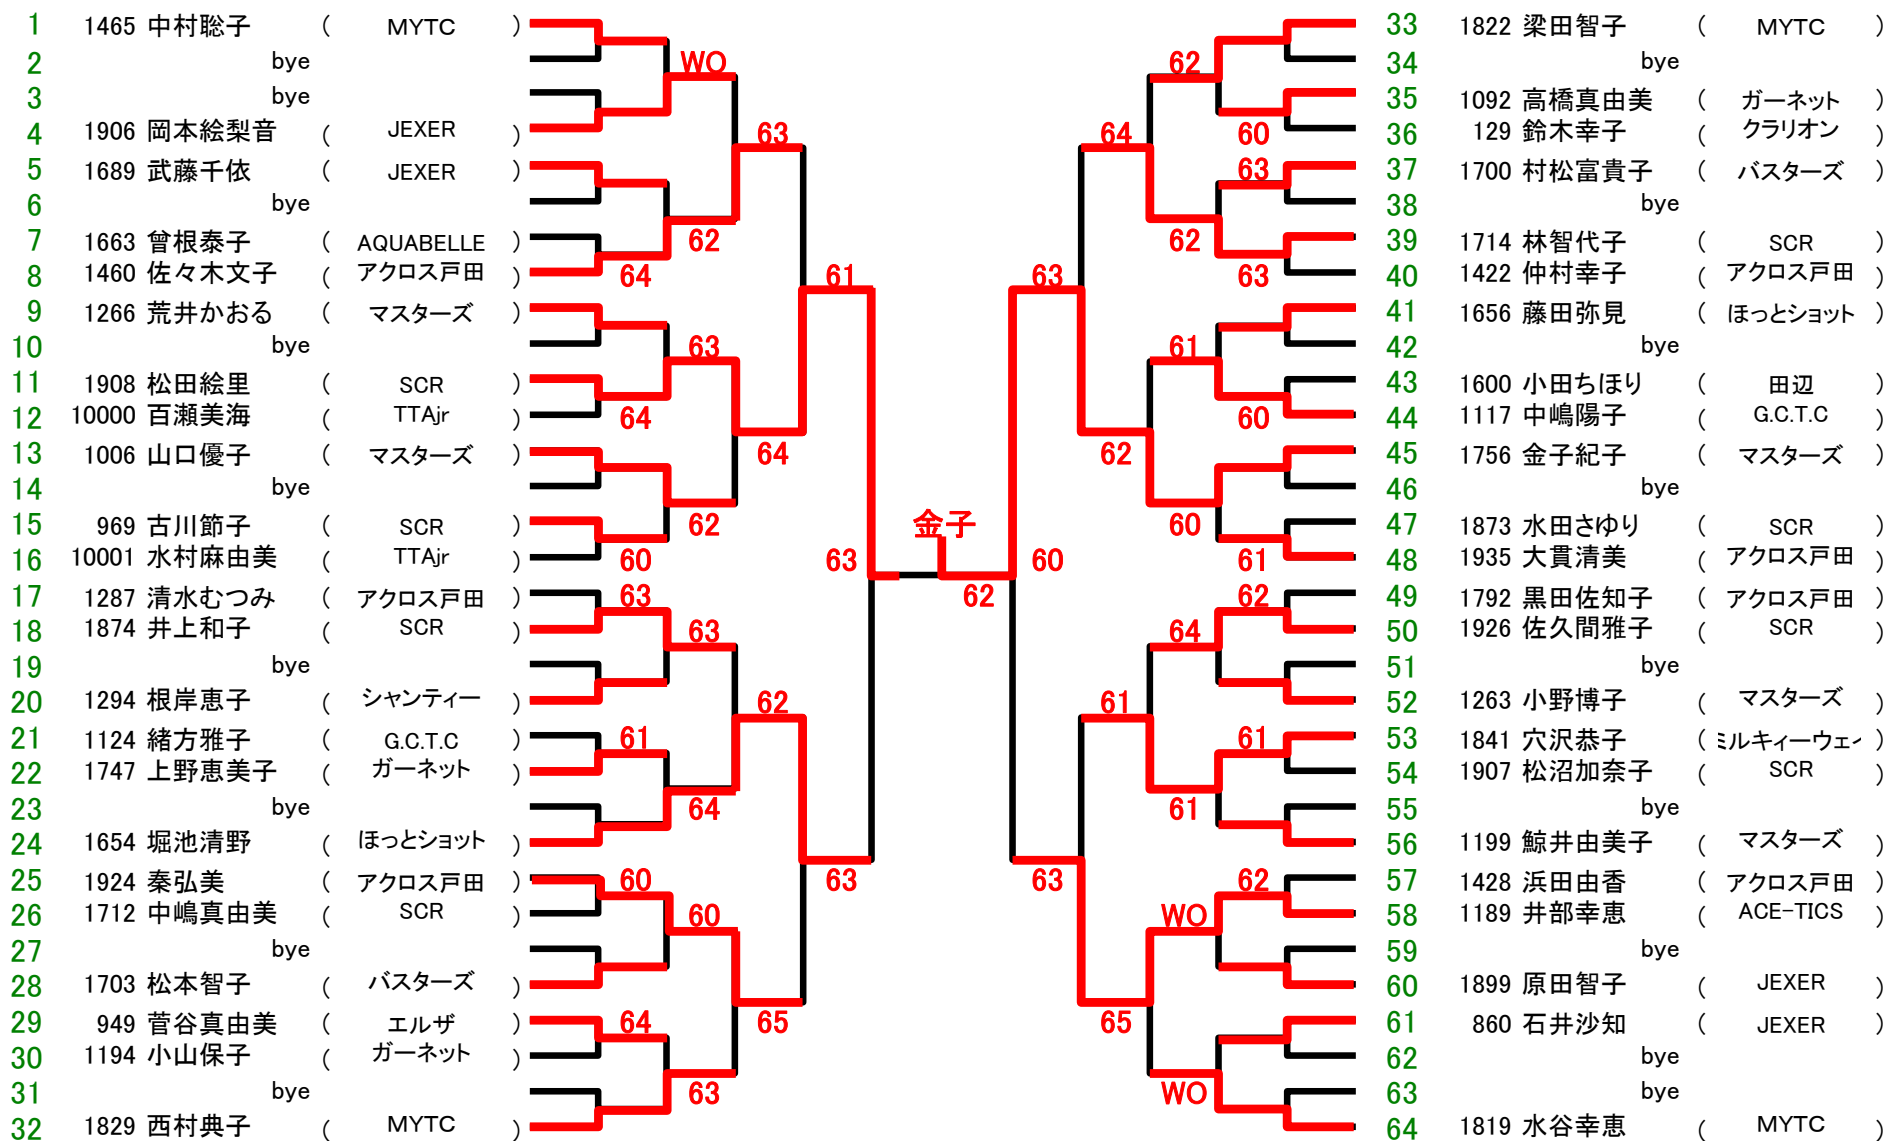 1 1465 中村聡子 ( MYTC )
2 bye
3 bye
4 1906 岡本絵梨音 ( JEXER )
5 1689 武藤千依 ( JEXER )
6 bye
7 1663 曾根泰子 ( AQUABELLE )
8 1460 佐々木文子 ( アクロス戸田 )
9 1266 荒井かおる ( マスターズ )
10 bye
11 1908 松田絵里 ( SCR )
12 10000 百瀬美海 ( TTAjr )
13 1006 山口優子 ( マスターズ )
14 bye
15 969 古川節子 ( SCR )
16 10001 水村麻由美 ( TTAjr )
17 1287 清水むつみ ( アクロス戸田 )
18 1874 井上和子 ( SCR )
19 bye
20 1294 根岸恵子 ( シャンティー )
21 1124 緒方雅子 ( G.C.T.C )
22 1747 上野恵美子 ( ガーネット )
23 bye
24 1654 堀池清野 ( ほっとショット )
25 1924 秦弘美 ( アクロス戸田 )
26 1712 中嶋真由美 ( SCR )
27 bye
28 1703 松本智子 ( バスターズ )
29 949 菅谷真由美 ( エルザ )
30 1194 小山保子 ( ガーネット )
31 bye
32 1829 西村典子 ( MYTC )
WO
63
62
64
61
63
64
64
62
60
63
63
63
62
61
64
63
60
60
65
64
63
金子
62
60
62
64
60
63
62
63
63
61
60
62
60
61
62
64
61
61
61
63
62
WO
65
WO
33 1822 梁田智子 ( MYTC )
34 bye
35 1092 高橋真由美 ( ガーネット )
36 129 鈴木幸子 ( クラリオン )
37 1700 村松富貴子 ( バスターズ )
38 bye
39 1714 林智代子 ( SCR )
40 1422 仲村幸子 ( アクロス戸田 )
41 1656 藤田弥見 ( ほっとショット )
42 bye
43 1600 小田ちほり ( 田辺 )
44 1117 中嶋陽子 ( G.C.T.C )
45 1756 金子紀子 ( マスターズ )
46 bye
47 1873 水田さゆり ( SCR )
48 1935 大貫清美 ( アクロス戸田 )
49 1792 黒田佐知子 ( アクロス戸田 )
50 1926 佐久間雅子 ( SCR )
51 bye
52 1263 小野博子 ( マスターズ )
53 1841 穴沢恭子 ( ミルキィーウェイ )
54 1907 松沼加奈子 ( SCR )
55 bye
56 1199 鯨井由美子 ( マスターズ )
57 1428 浜田由香 ( アクロス戸田 )
58 1189 井部幸恵 ( ACE-TICS )
59 bye
60 1899 原田智子 ( JEXER )
61 860 石井沙知 ( JEXER )
62 bye
63 bye
64 1819 水谷幸恵 ( MYTC )